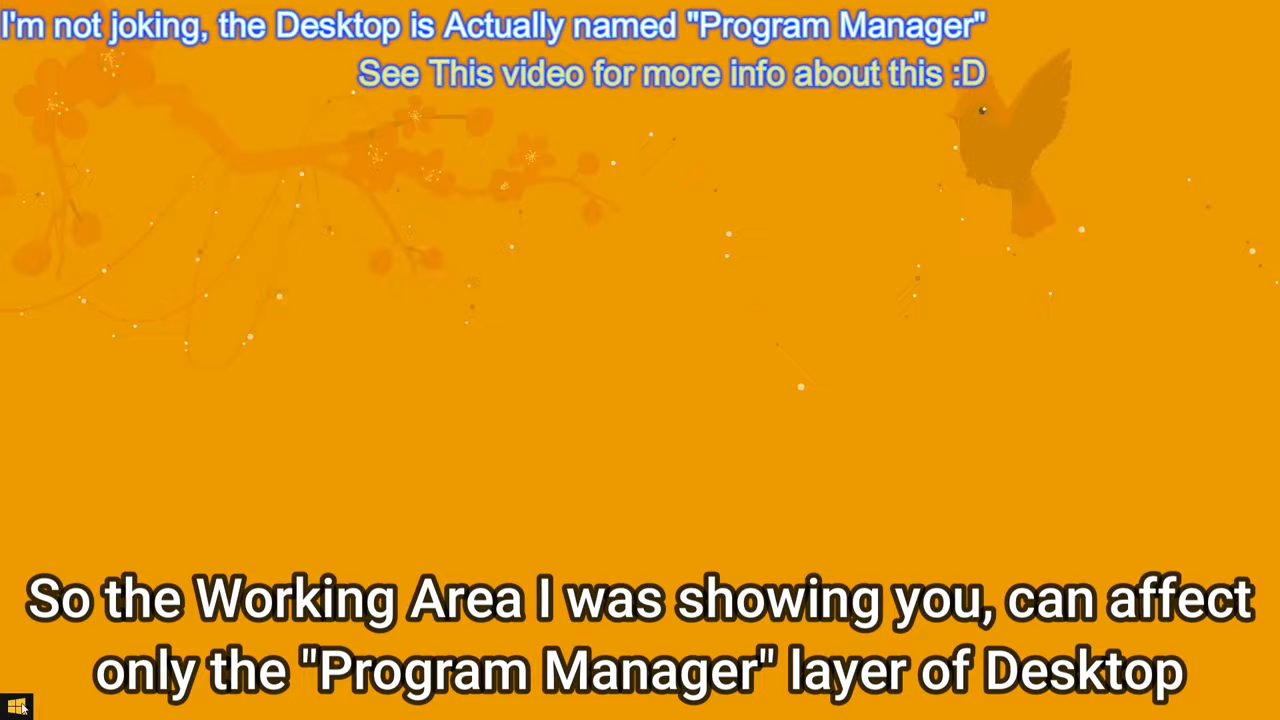 I'm not joking, the Desktop is Actually named "Program Manager"
See This video for more info about this :D
So the Working Area I was showing you, can affect
only the "Program Manager" layer of Desktop